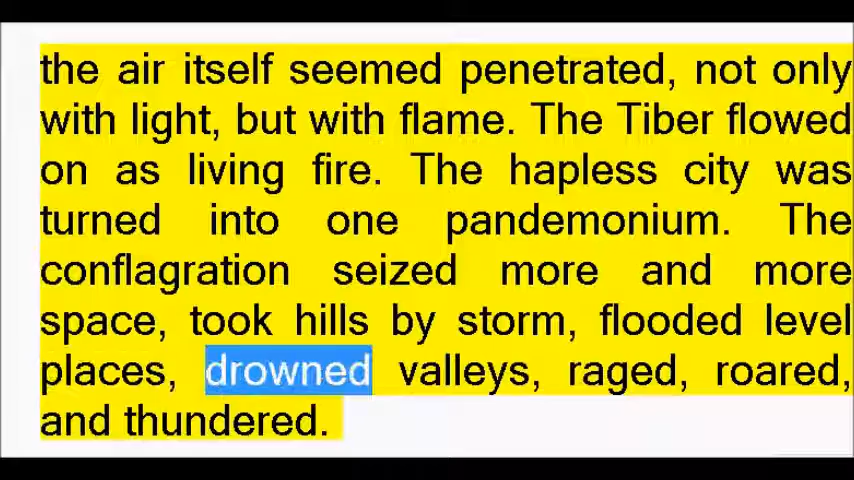 the air itself seemed penetrated, not only
with light, but with flame. The Tiber flowed
on as living fire. The hapless city was
turned into one pandemonium. The
conflagration seized more and more
space, took hills by storm, flooded level
places, drowned valleys, raged, roared,
and thundered.